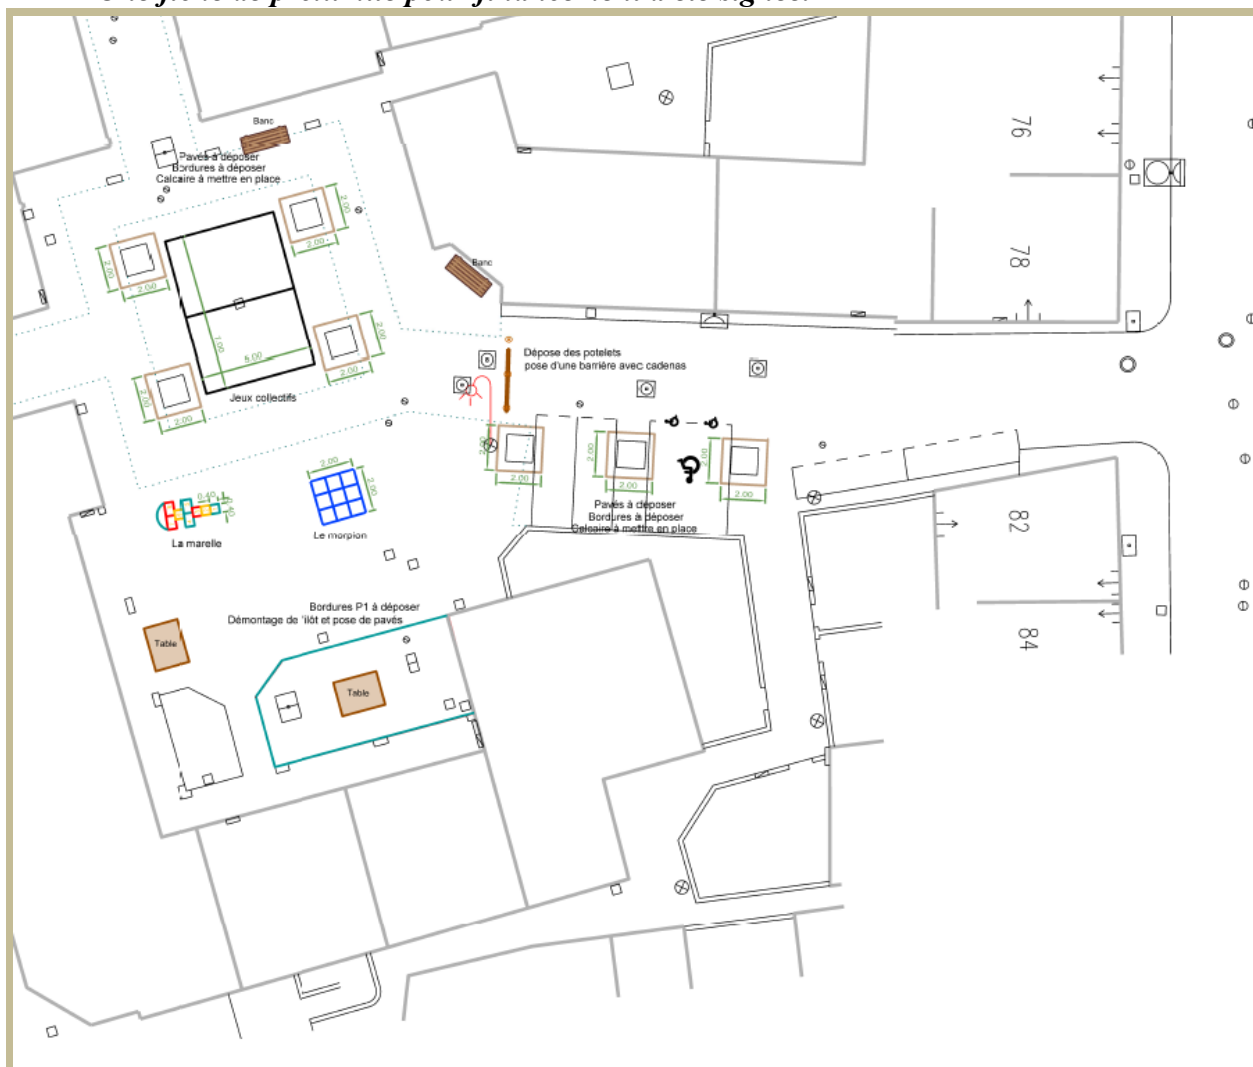 Banc
Pavés à déposer
Bordures à déposer
Calcaire à mettre en place
2.00
2.00
2.00
2.00
Banc
7.00
6.00
2.00
2.00
2.00
2.00
Jeux collectifs
Dépose des potelets
pose d'une barrière avec cadenas
76
78
2.00
2.00
2.00
2.00
2.00
2.00
Pavés à déposer
Bordures à déposer
Calcaire à mettre en place
2.00
2.00
0.40
La marelle
Le morpion
82
84
Bordures P1 à déposer
Démontage de l'ilôt et pose de pavés
Table
Table